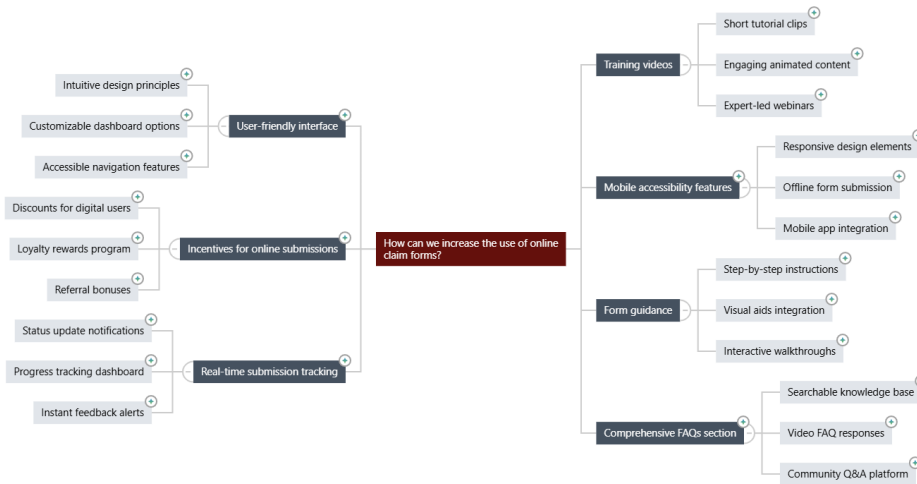 How can we increase the use of online
claim forms?
Training videos
Short tutorial clips
Engaging animated content
Expert-led webinars
Mobile accessibility features
Responsive design elements
Offline form submission
Mobile app integration
Form guidance
Step-by-step instructions
Visual aids integration
Interactive walkthroughs
Comprehensive FAQs section
Searchable knowledge base
Video FAQ responses
Community Q&A platform
User-friendly interface
Intuitive design principles
Customizable dashboard options
Accessible navigation features
Incentives for online submissions
Discounts for digital users
Loyalty rewards program
Referral bonuses
Real-time submission tracking
Status update notifications
Progress tracking dashboard
Instant feedback alerts